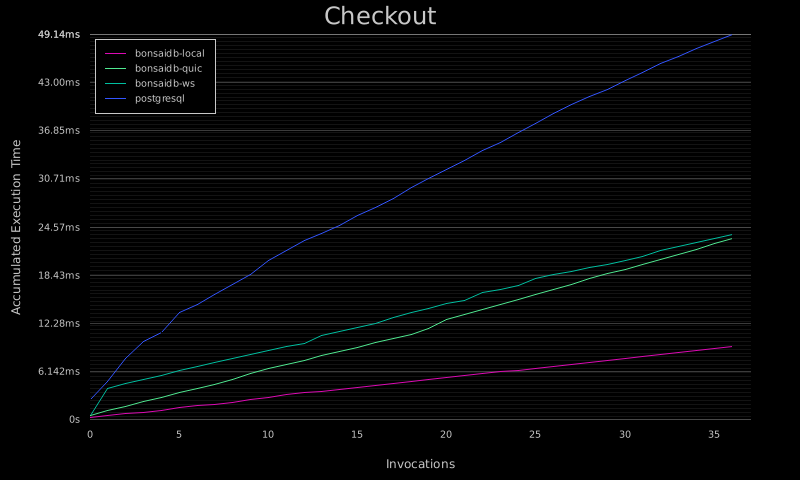 Checkout
49.14ms
43.00ms
36.85ms
30.71ms
24.57ms
18.43ms
12.28ms
6.142ms
0s
bonsaidb-local
bonsaidb-quic
bonsaidb-ws
postgresql
Accumulated Execution Time
0 5 10 15 20 25 30 35
Invocations